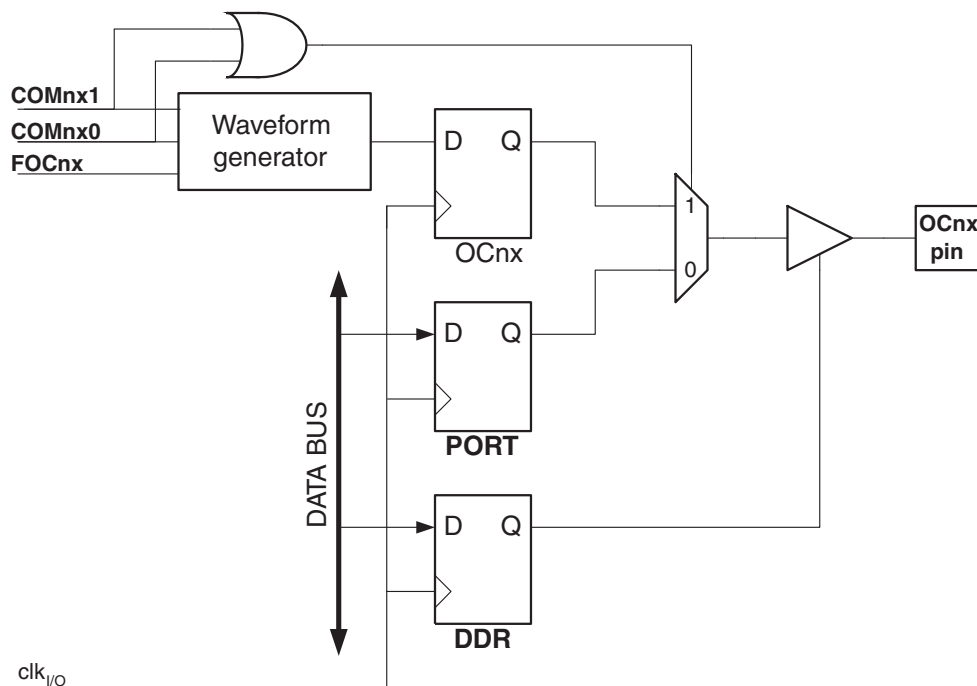 COMnx1
COMnx0
FOCnx
Waveform
generator
D Q
OCnx
1
0
OCnx
pin
D Q
PORT
DATA BUS
D Q
DDR
clkI/O